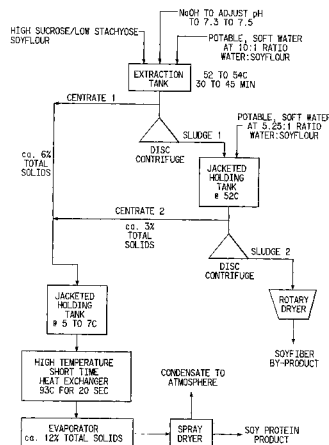 NaOH TO ADJUST pH
TO 7.3 TO 7.5
HIGH SUCROSE/LOW STACHYOSE
SOYFLOUR
POTABLE, SOFT WATER
AT 10:1 RATIO
WATER:SOYFLOUR
EXTRACTION
TANK
52 TO 54C
30 TO 45 MIN
CENTRATE 1
SLUDGE 1
DISC
CENTRIFUGE
POTABLE, SOFT WATER
AT 5.25:1 RATIO
WATER:SOYFLOUR
ca. 6%
TOTAL
SOLIDS
JACKETED
HOLDING
TANK
@ 52C
CENTRATE 2
ca. 3%
TOTAL
SOLIDS
SLUDGE 2
DISC
CENTRIFUGE
JACKETED
HOLDING
TANK
@ 5 TO 7C
ROTARY
DRYER
SOYFIBER
BY-PRODUCT
HIGH TEMPERATURE
SHORT TIME
HEAT EXCHANGER
93C FOR 20 SEC
CONDENSATE TO
ATMOSPHERE
EVAPORATOR
ca. 12% TOTAL SOLIDS
SPRAY
DRYER
SOY PROTEIN
PRODUCT